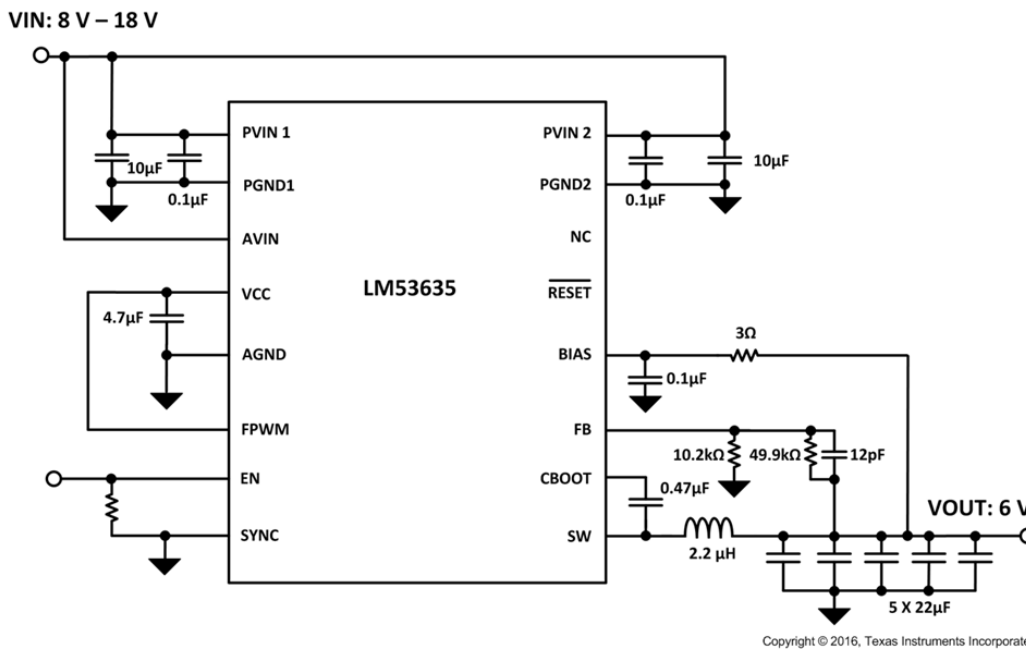 VIN: 8 V – 18 V
PVIN 1
PVIN 2
10µF
10µF
PGND1
PGND2
0.1µF
0.1µF
AVIN
NC
LM53635
VCC
RESET
4.7µF
3Ω
AGND
BIAS
0.1µF
FPWM
FB
10.2kΩ
49.9kΩ
12pF
EN
CBOOT
0.47µF
VOUT: 6 V
SYNC
SW
2.2 µH
5 X 22µF
Copyright © 2016, Texas Instruments Incorporate